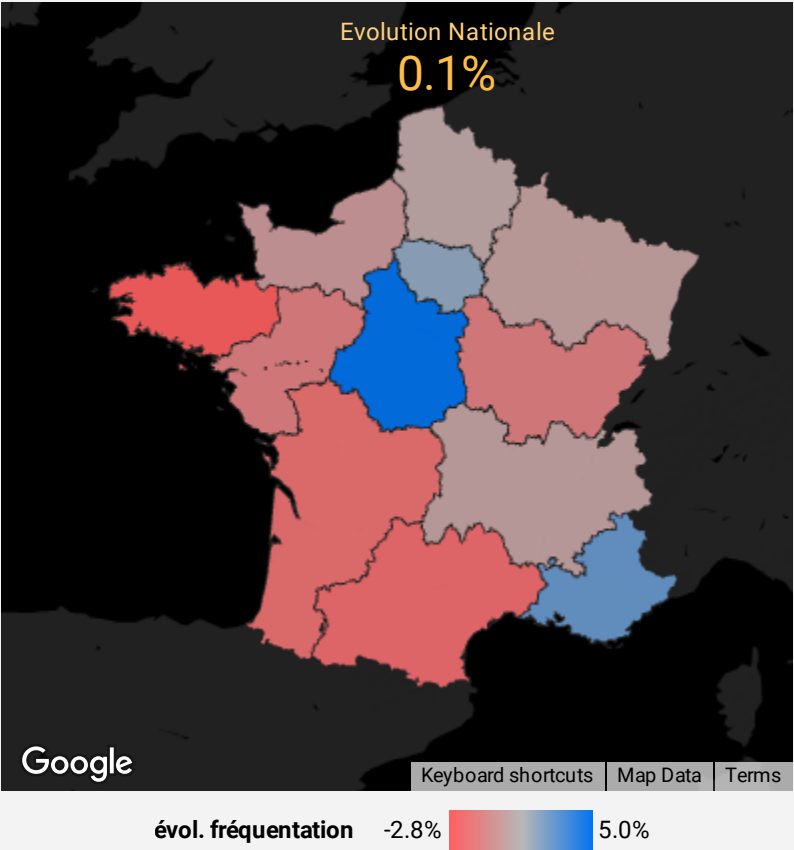 Evolution Nationale
0.1%
Google
Keyboard shortcuts
Map Data
Terms
évol. fréquentation -2.8% 5.0%